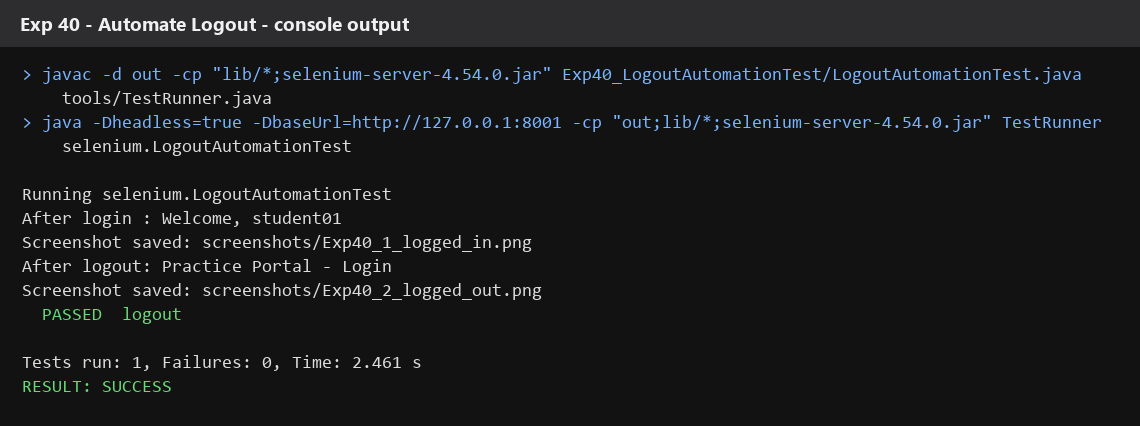 Exp 40 - Automate Logout - console output
> javac -d out -cp "lib/*;selenium-server-4.54.0.jar" Exp40_LogoutAutomationTest/LogoutAutomationTest.java
tools/TestRunner.java
> java -Dheadless=true -DbaseUrl=http://127.0.0.1:8001 -cp "out;lib/*;selenium-server-4.54.0.jar" TestRunner
selenium.LogoutAutomationTest
Running selenium.LogoutAutomationTest
After login : Welcome, student01
Screenshot saved: screenshots/Exp40_1_logged_in.png
After logout: Practice Portal - Login
Screenshot saved: screenshots/Exp40_2_logged_out.png
PASSED  logout
Tests run: 1, Failures: 0, Time: 2.461 s
RESULT: SUCCESS